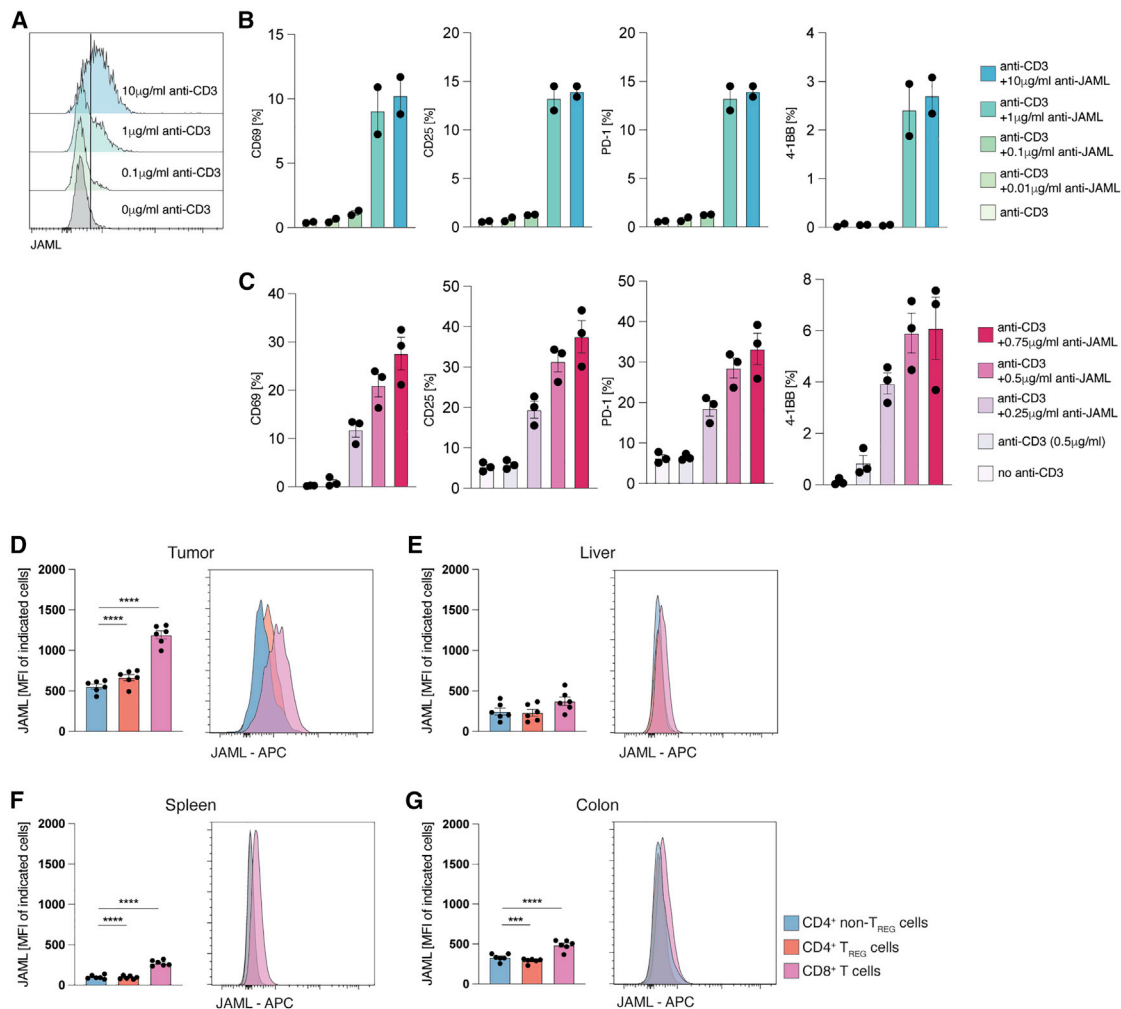 A
10μg/ml anti-CD3
1μg/ml anti-CD3
0.1μg/ml anti-CD3
0μg/ml anti-CD3
JAML
B
CD69 [%]
15
10
5
0
CD25 [%]
20
15
10
5
0
PD-1 [%]
20
15
10
5
0
4-1BB [%]
6
4
2
0
anti-CD3
+10μg/ml anti-JAML
anti-CD3
+1μg/ml anti-JAML
anti-CD3
+0.1μg/ml anti-JAML
anti-CD3
+0.01μg/ml anti-JAML
anti-CD3
C
CD69 [%]
40
30
20
10
0
CD25 [%]
50
40
30
20
10
0
PD-1 [%]
50
40
30
20
10
0
4-1BB [%]
8
6
4
2
0
anti-CD3
+0.75μg/ml anti-JAML
anti-CD3
+0.5μg/ml anti-JAML
anti-CD3
+0.25μg/ml anti-JAML
anti-CD3 (0.5μg/ml)
no anti-CD3
D
Tumor
JAML [MFI of indicated cells]
2000
1500
1000
500
0
****
****
JAML - APC
E
Liver
JAML [MFI of indicated cells]
2000
1500
1000
500
0
JAML - APC
F
Spleen
JAML [MFI of indicated cells]
2000
1500
1000
500
0
****
****
JAML - APC
G
Colon
JAML [MFI of indicated cells]
2000
1500
1000
500
0
****
***
JAML - APC
CD4⁺ non-T_REG cells
CD4⁺ T_REG cells
CD8⁺ T cells